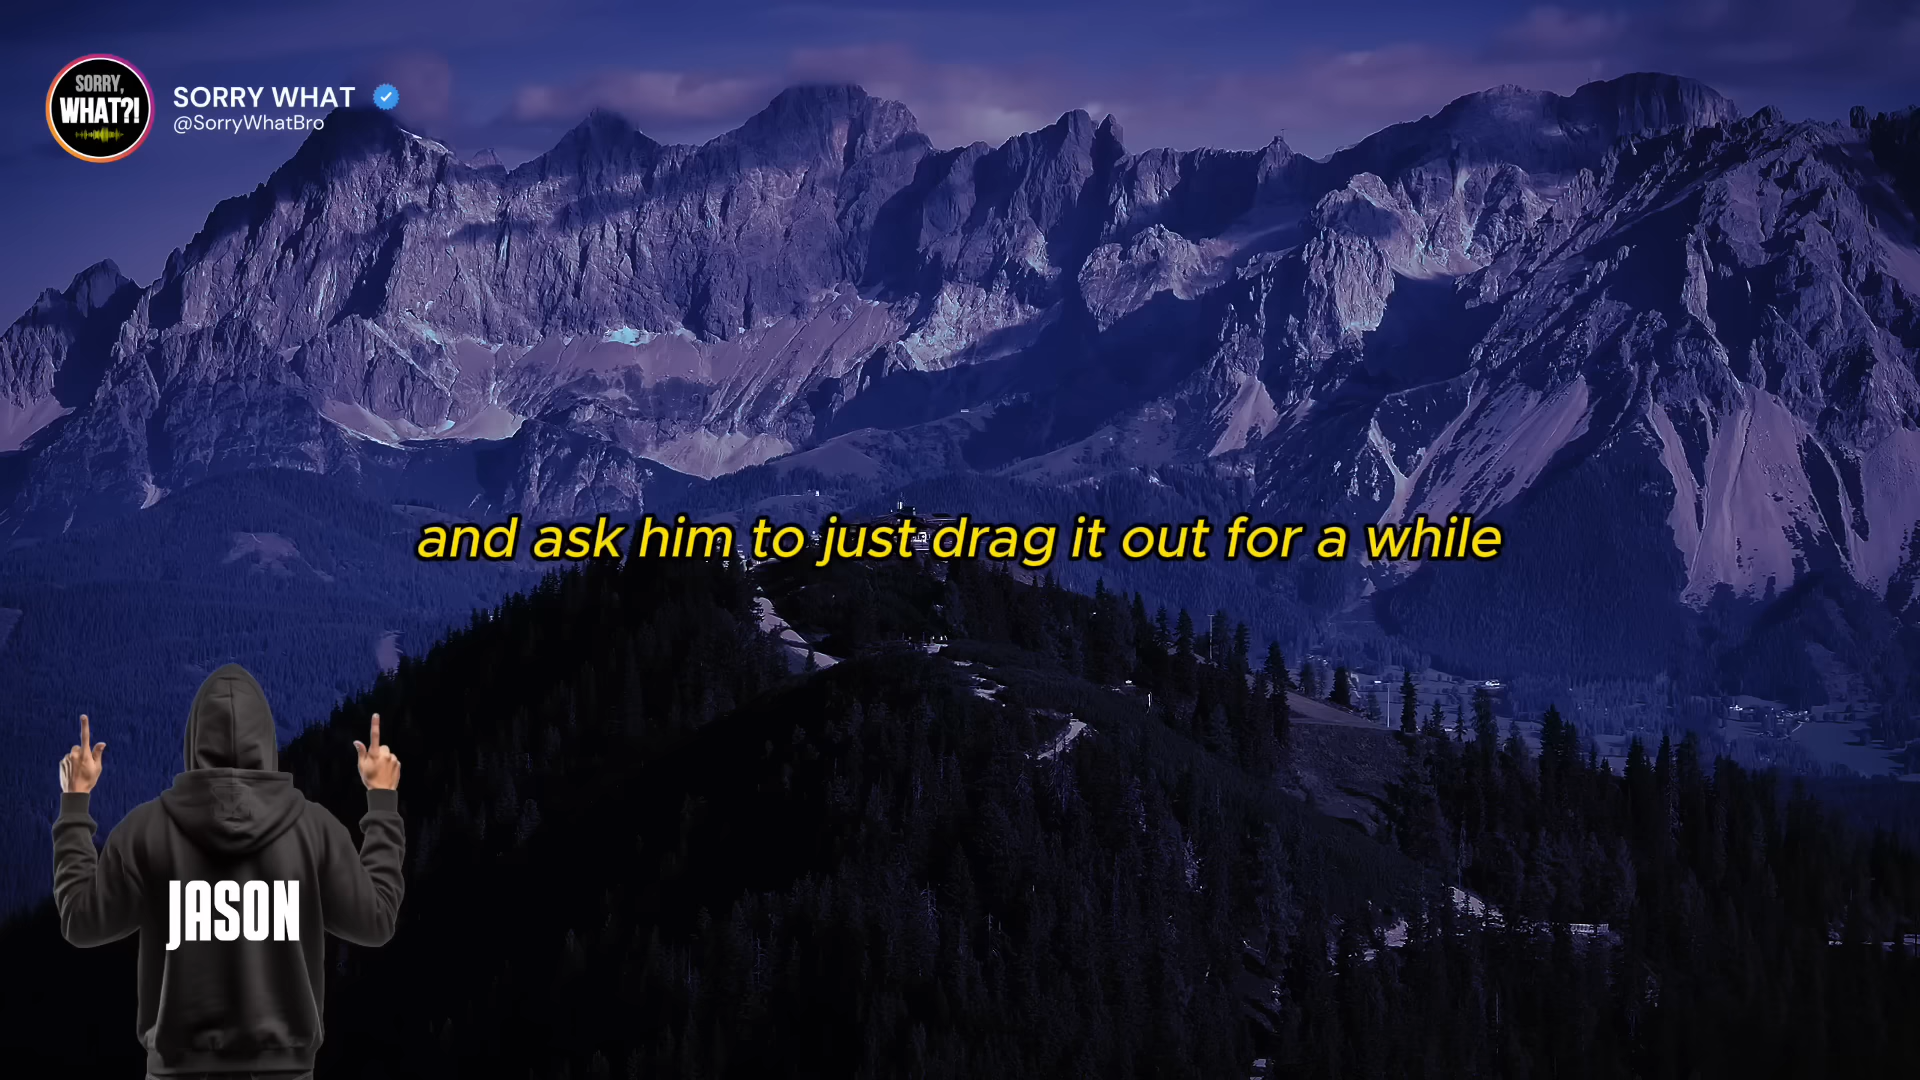 SORRY,
WHAT?!
SORRY WHAT
@SorryWhatBro
and ask him to just drag it out for a while
JASON